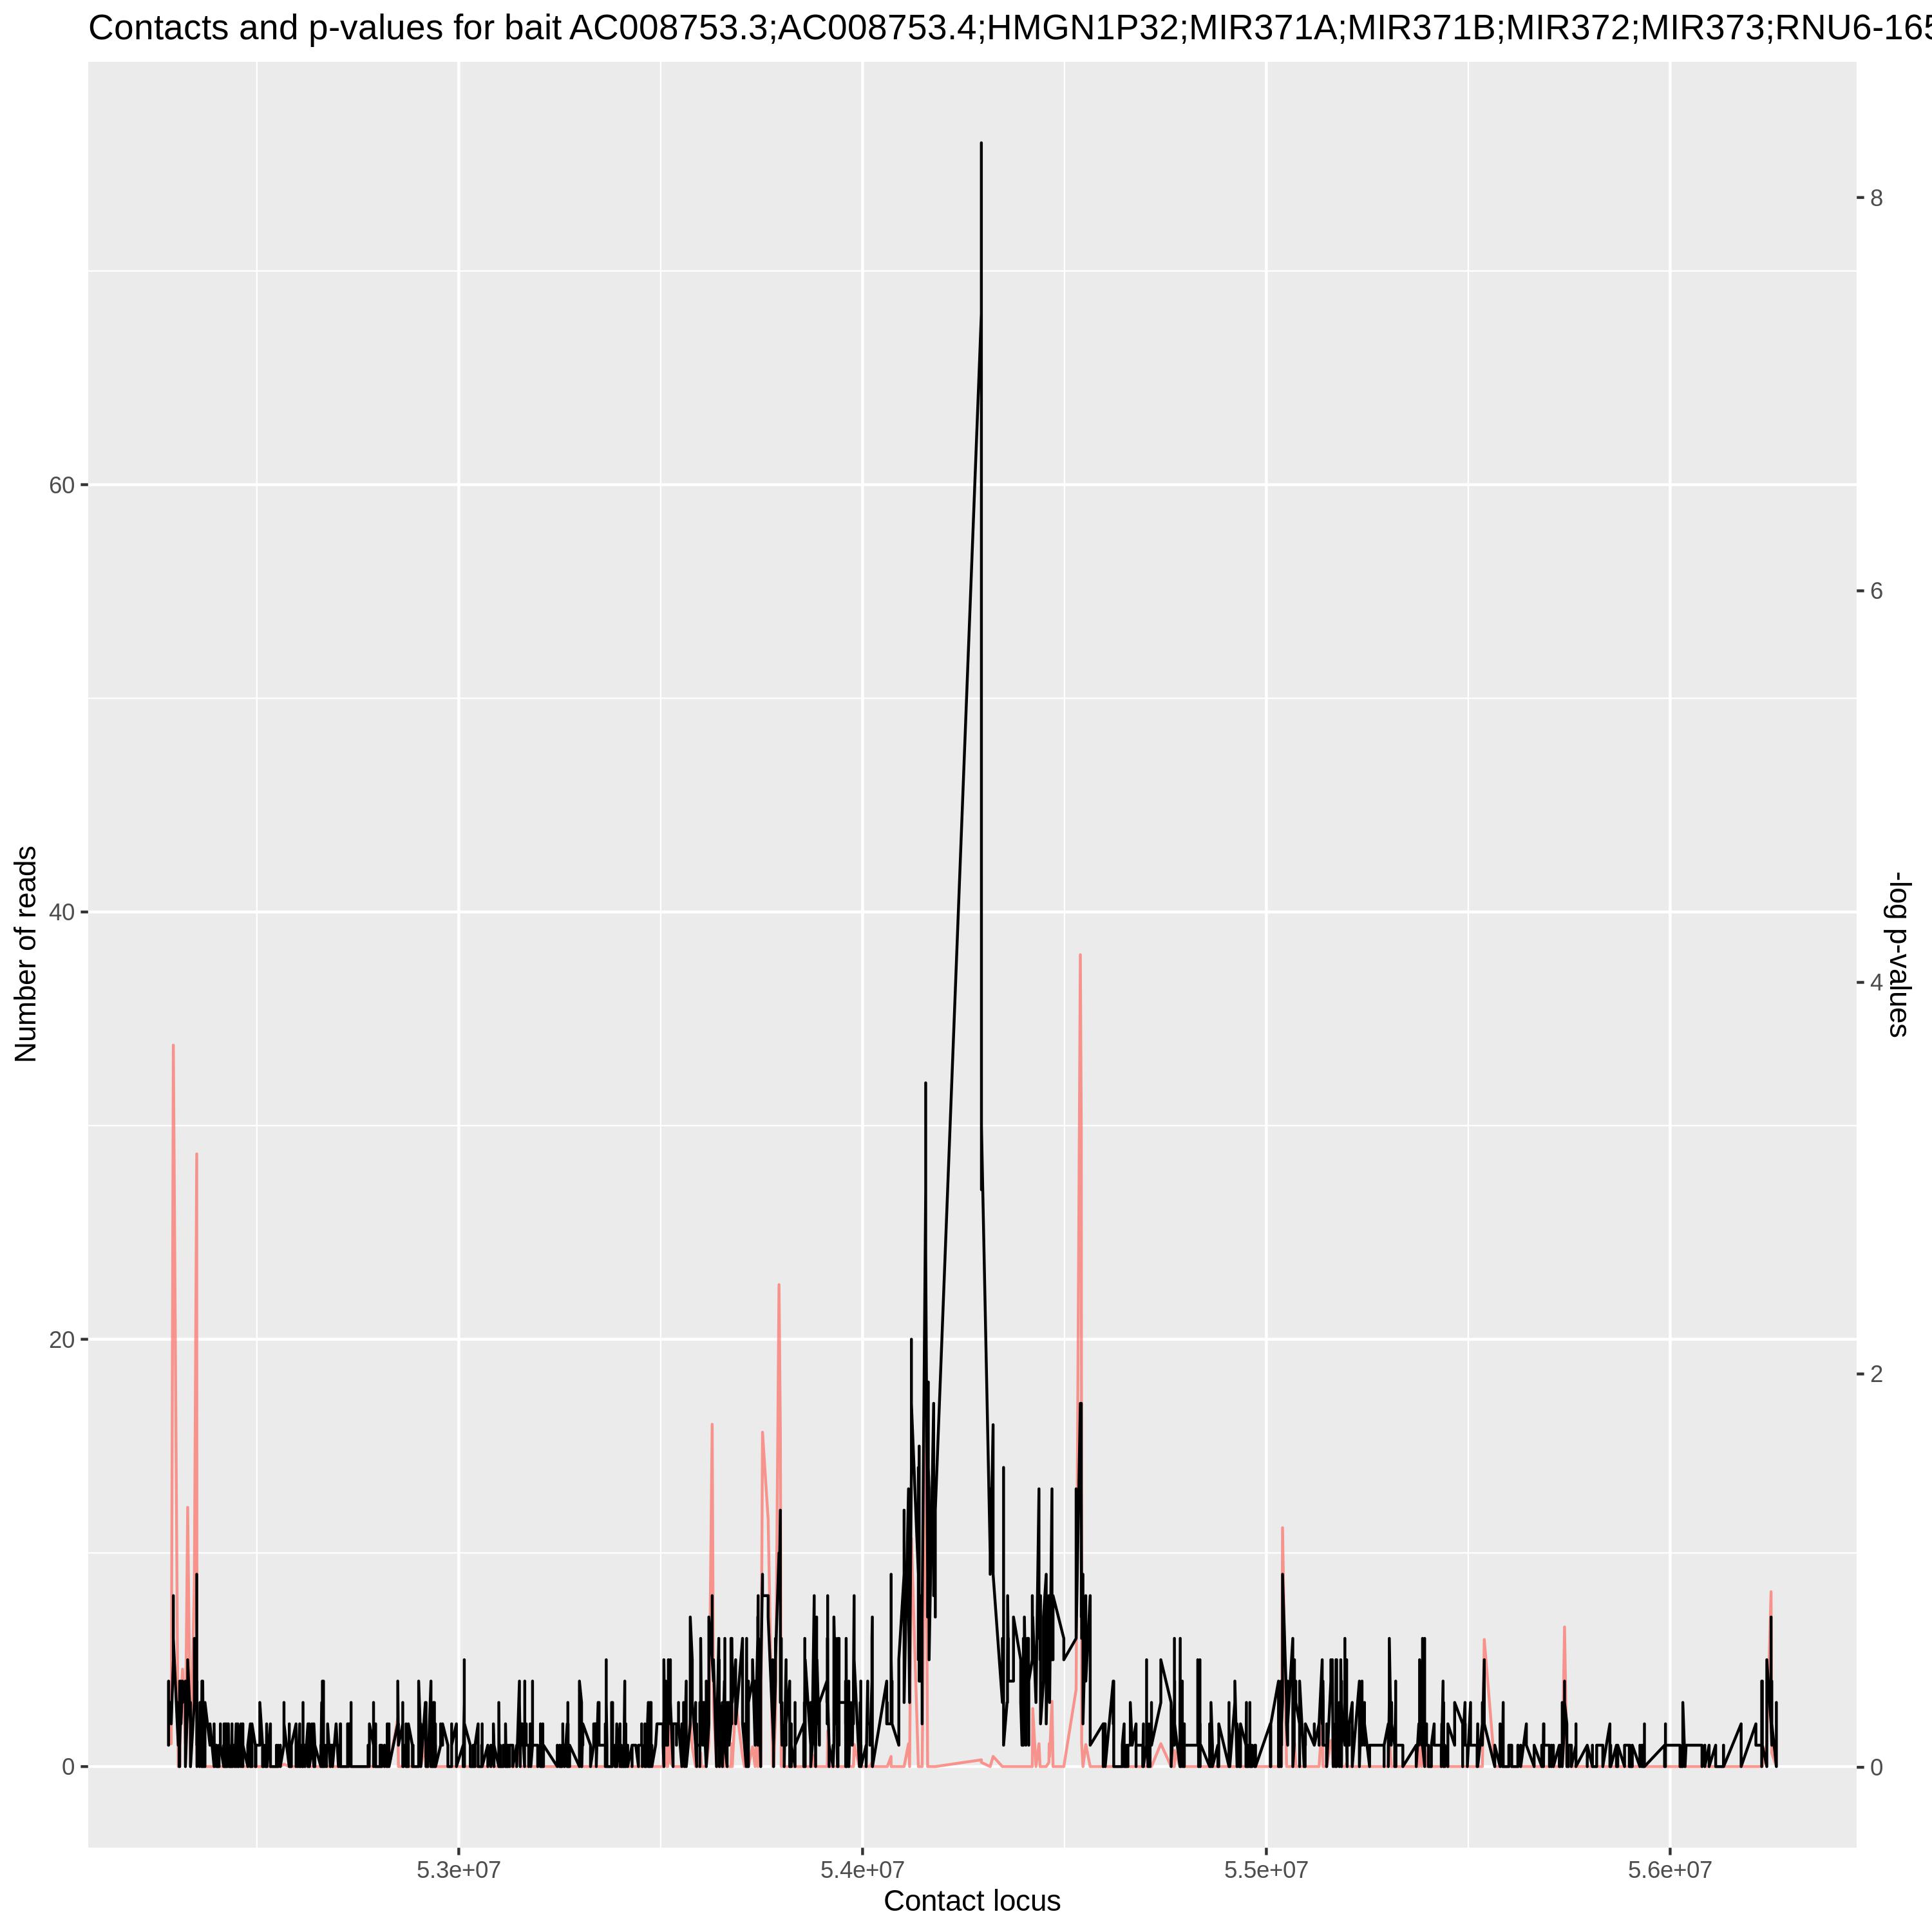 Contacts and p-values for bait AC008753.3;AC008753.4;HMGN1P32;MIR371A;MIR371B;MIR372;MIR373;RNU6-165
60
40
20
0
8
6
4
2
0
Number of reads
-log p-values
5.3e+07 5.4e+07 5.5e+07 5.6e+07
Contact locus